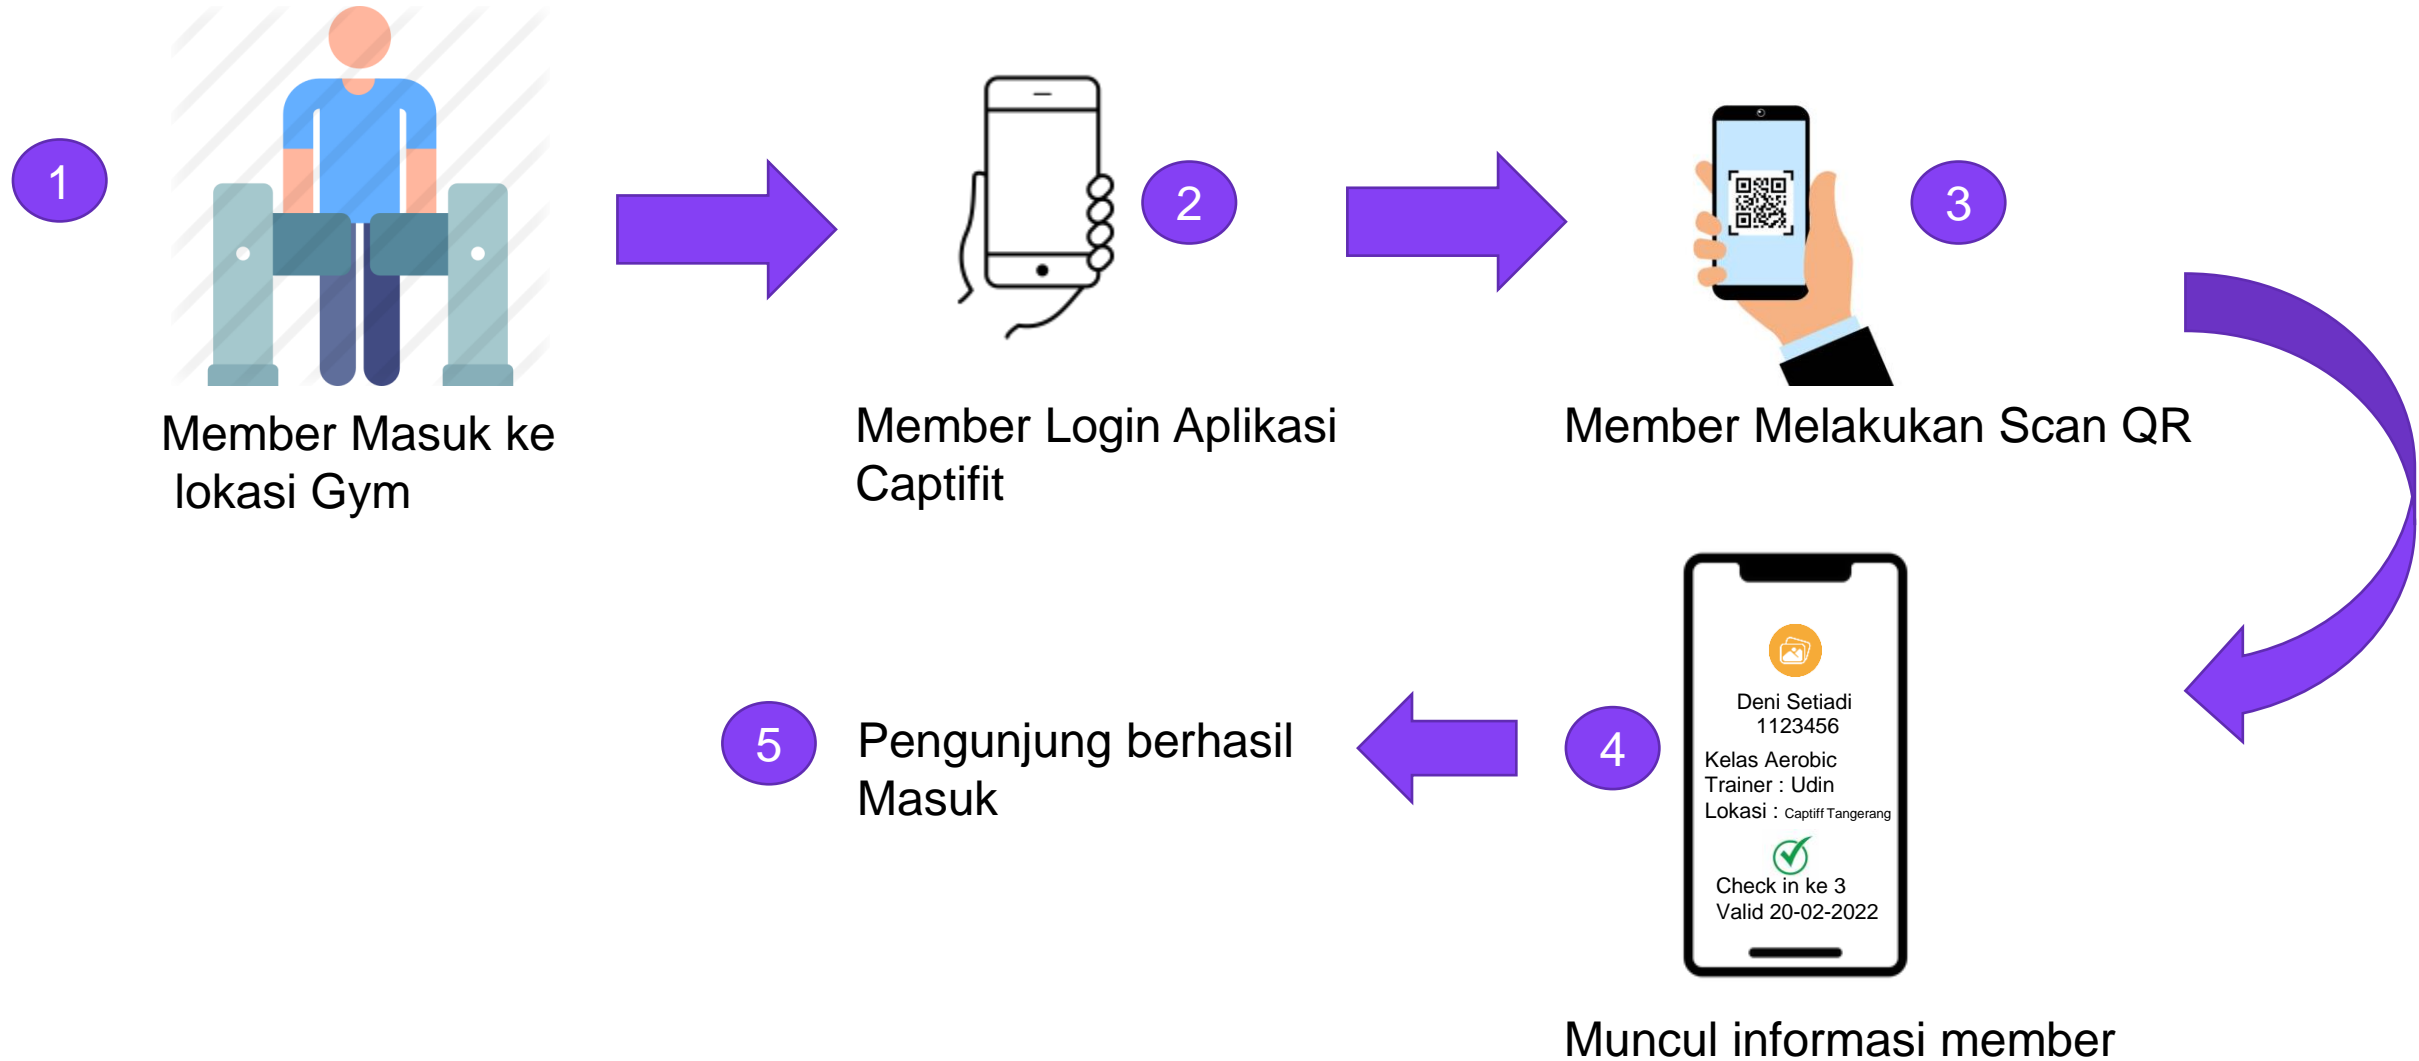 1
Member Masuk ke
lokasi Gym
2
Member Login Aplikasi
Captifit
3
Member Melakukan Scan QR
4
Deni Setiadi
1123456
Kelas Aerobic
Trainer : Udin
Lokasi : Captiff Tangerang
Check in ke 3
Valid 20-02-2022
Muncul informasi member
5
Pengunjung berhasil
Masuk